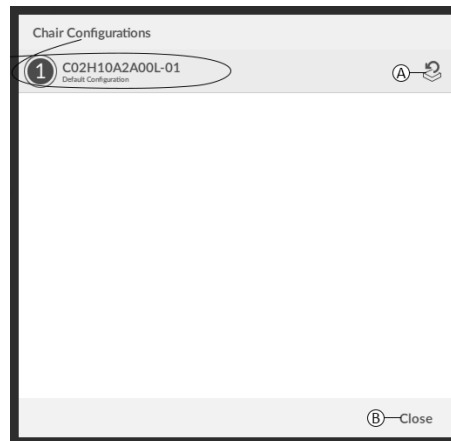 Chair Configurations
1 C02H10A2A00L-01
Default Configuration
A
B Close